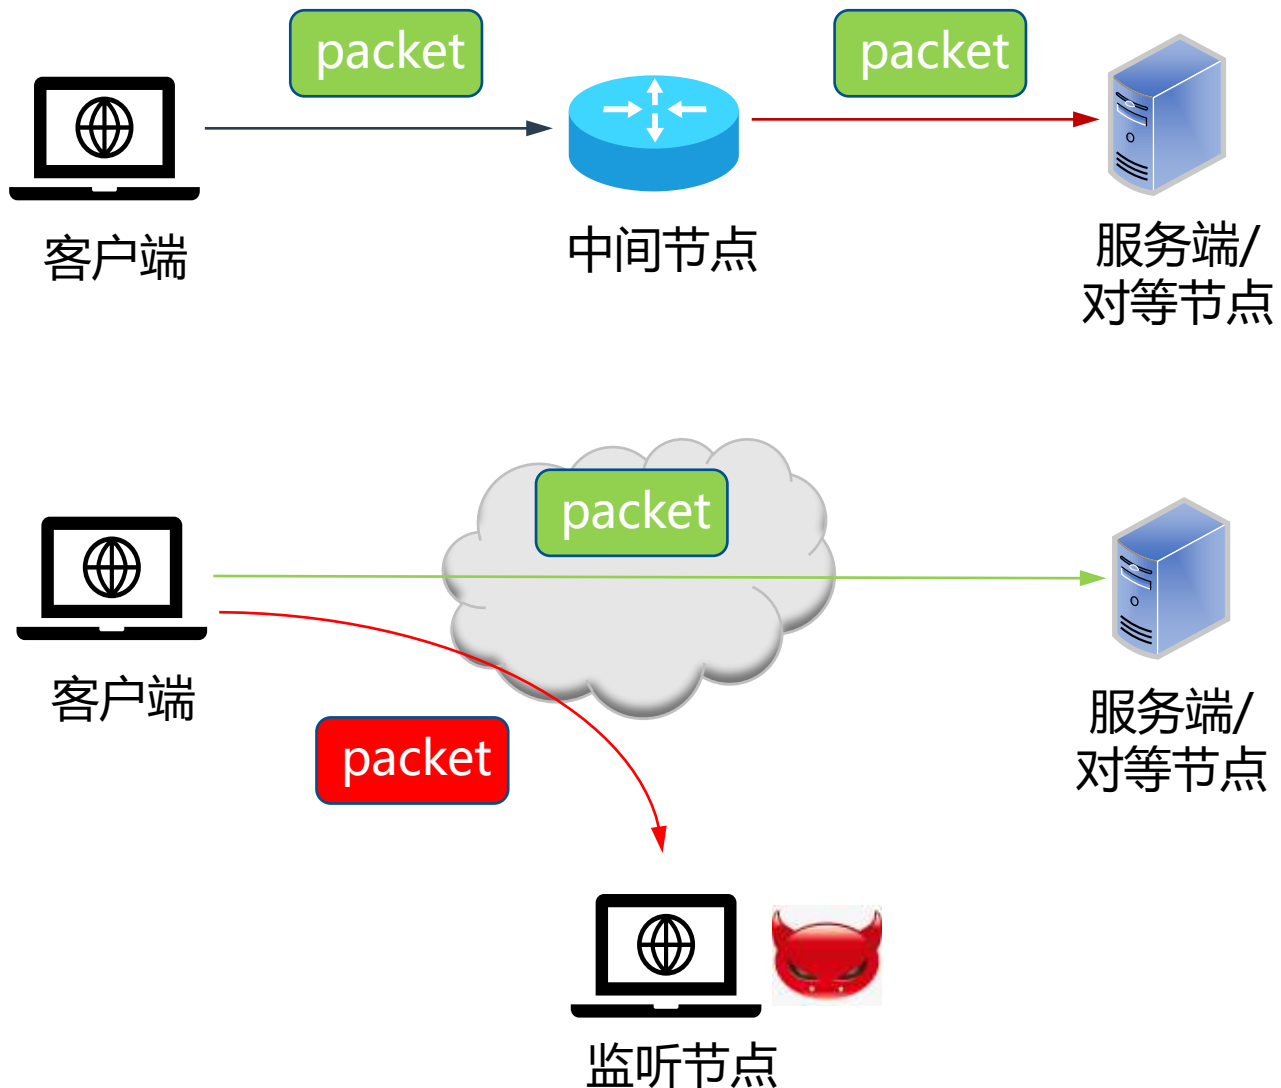 packet
packet
客户端
中间节点
服务端/
对等节点
packet
客户端
服务端/
对等节点
packet
监听节点